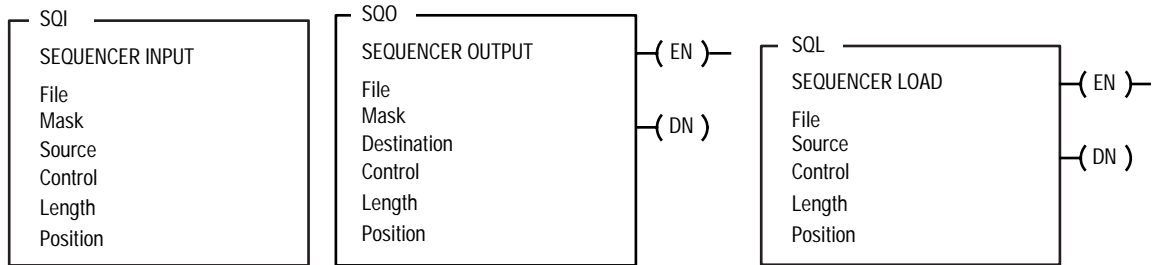 SQI
SEQUENCER INPUT
File
Mask
Source
Control
Length
Position
SQO
SEQUENCER OUTPUT
EN
File
Mask
DN
Destination
Control
Length
Position
SQL
SEQUENCER LOAD
EN
File
Source
DN
Control
Length
Position